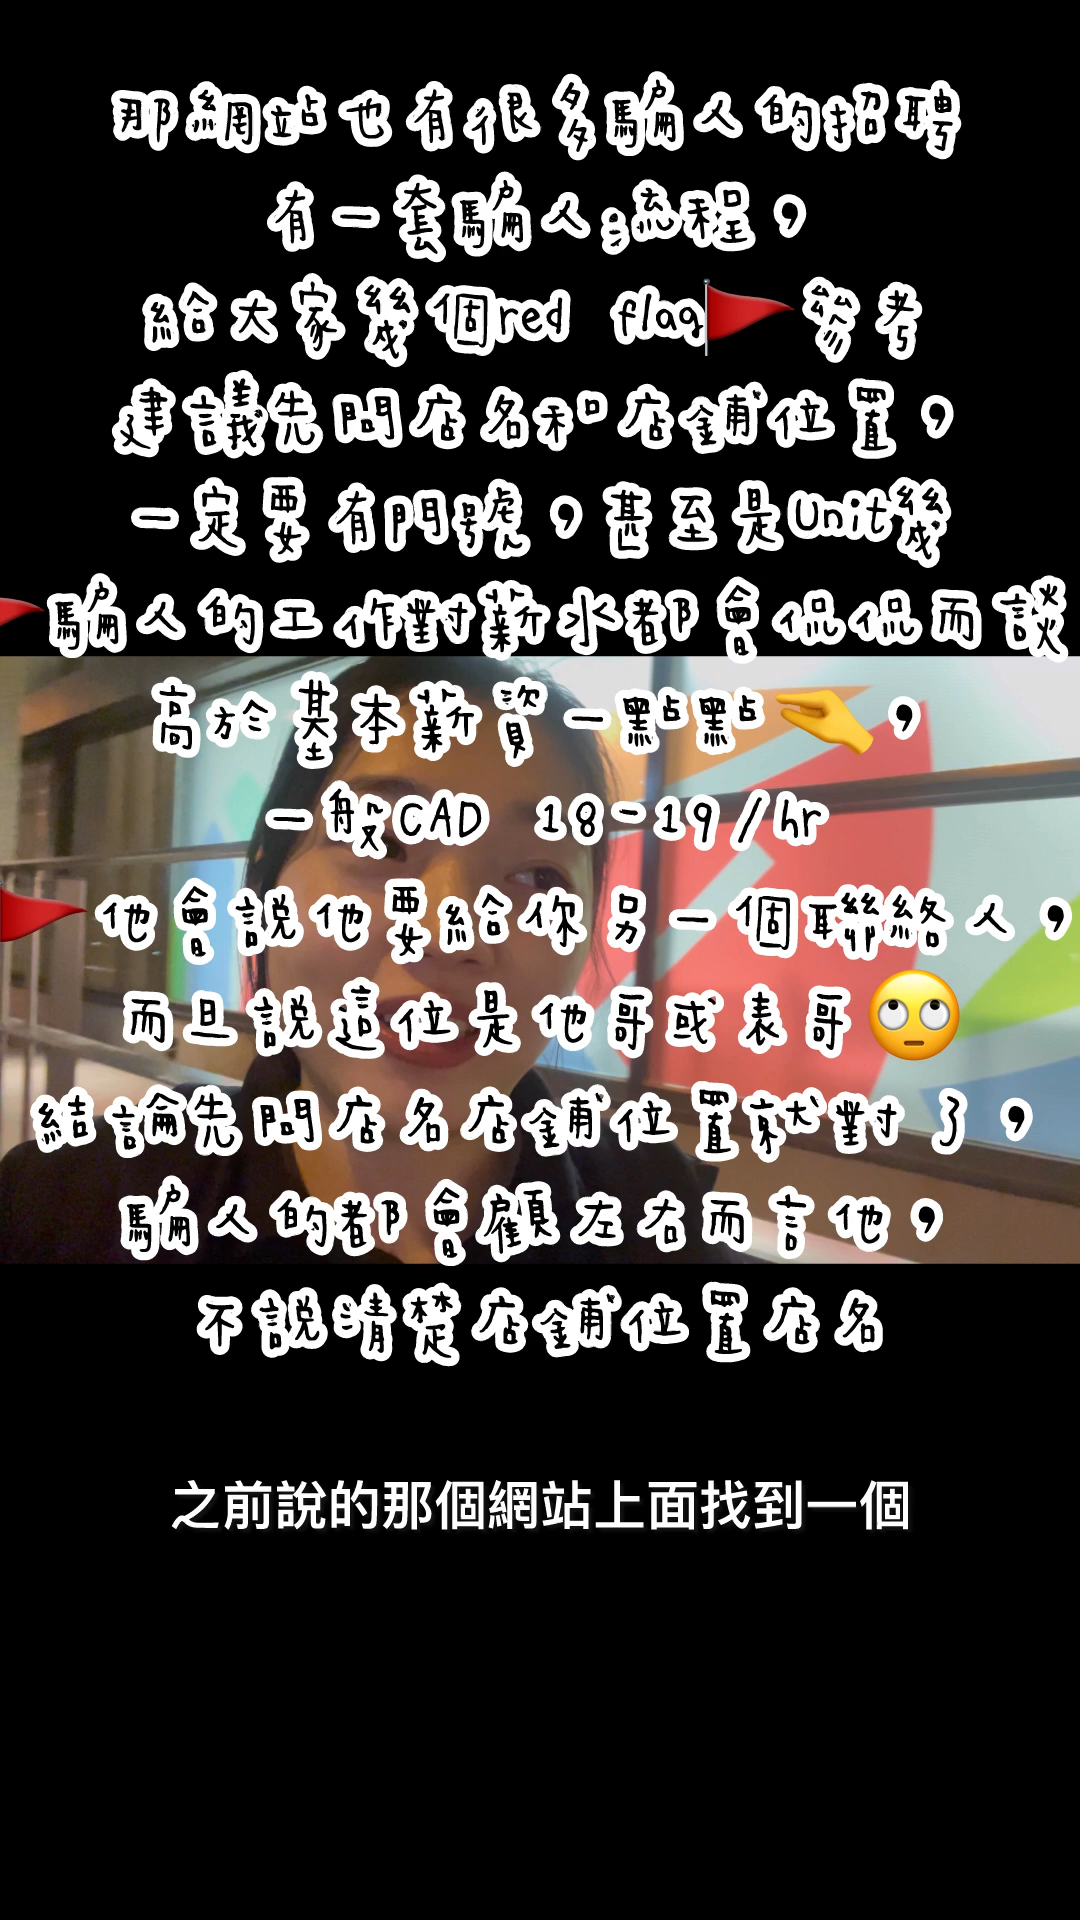 那網站也有很多騙人的招聘
有一套騙人流程，
給大家幾個red flag🚩參考
建議先問店名和店鋪位置，
一定要有門號，甚至是Unit幾
🚩騙人的工作對薪水都會侃侃而談
高於基本薪資一點點🫴，
一般CAD 18-19/hr
🚩他會說他要給你另一個聯絡人，
而且說這位是他哥或表哥🙄
結論先問店名店鋪位置就對了，
騙人的都會顧左右而言他，
不說清楚店鋪位置店名
之前說的那個網站上面找到一個